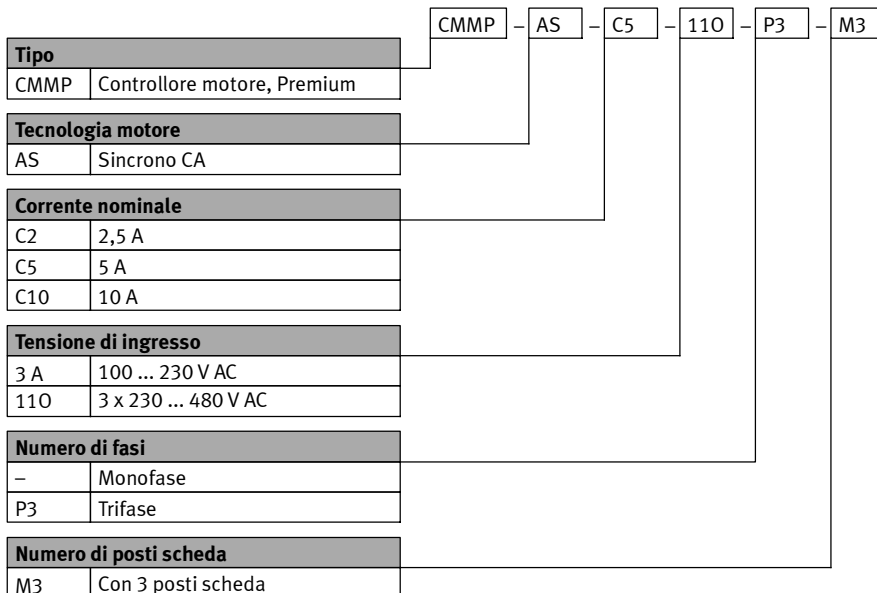 CMMP – AS – C5 – 11O – P3 – M3
Tipo
CMMP Controllore motore, Premium
Tecnologia motore
AS Sincrono CA
Corrente nominale
C2 2,5 A
C5 5 A
C10 10 A
Tensione di ingresso
3 A 100 ... 230 V AC
11O 3 x 230 ... 480 V AC
Numero di fasi
– Monofase
P3 Trifase
Numero di posti scheda
M3 Con 3 posti scheda